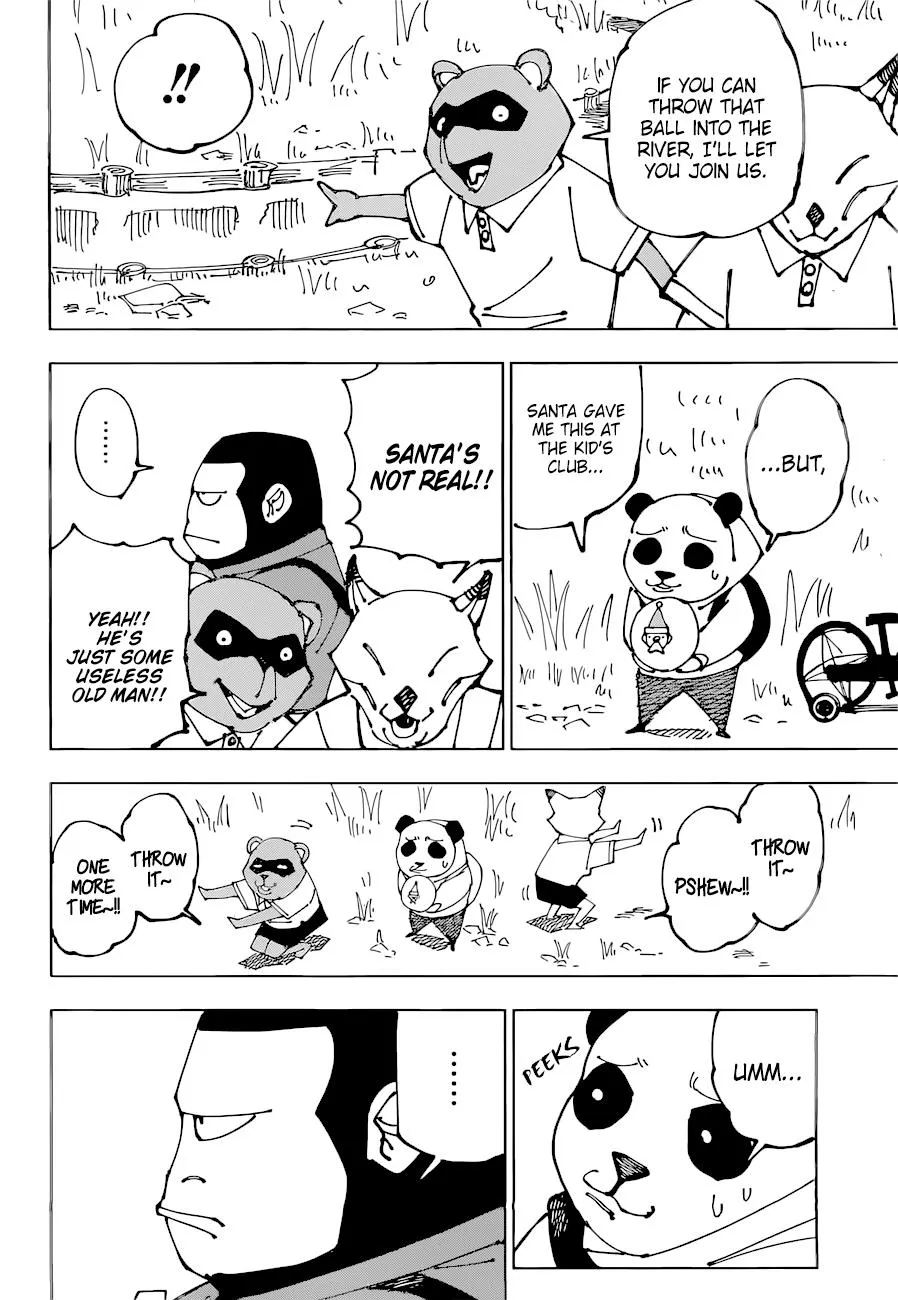 IF YOU CAN
THROW THAT
BALL INTO THE
RIVER, I'LL LET
YOU JOIN US.
!!
...BUT,
SANTA GAVE
ME THIS AT
THE KID'S
CLUB...
SANTA'S
NOT REAL!!
YEAH!!
HE'S
JUST SOME
USELESS
OLD MAN!!
......
THROW
IT~
PSHEW~!!
THROW
IT~
ONE
MORE
TIME~!!
UMM...
PEEKS
....